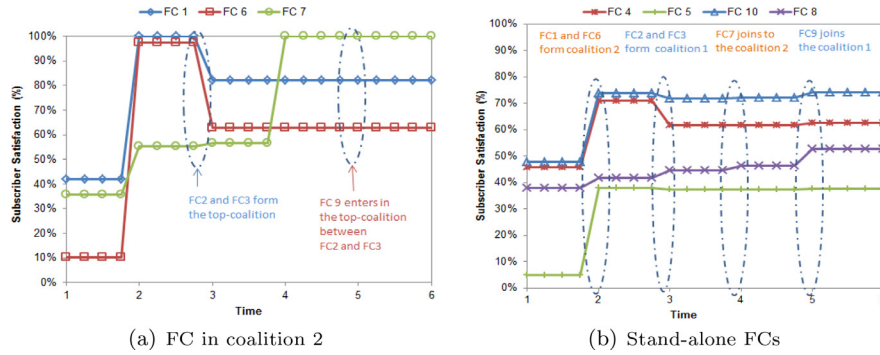 FC 1 FC 6 FC 7
Subscriber Satisfaction (%)
100%
90%
80%
70%
60%
50%
40%
30%
20%
10%
0%
FC2 and FC3 form
the top-coalition
FC 9 enters in
the top-coalition
between
FC2 and FC3
1 2 3 4 5 6
Time
(a) FC in coalition 2
FC 4 FC 5 FC 10 FC 8
Subscriber Satisfaction (%)
100%
90%
80%
70%
60%
50%
40%
30%
20%
10%
0%
FC1 and FC6
form coalition 2
FC2 and FC3
form coalition 1
FC7 joins to
the coalition 2
FC9 joins
the coalition 1
1 2 3 4 5 6
Time
(b) Stand-alone FCs